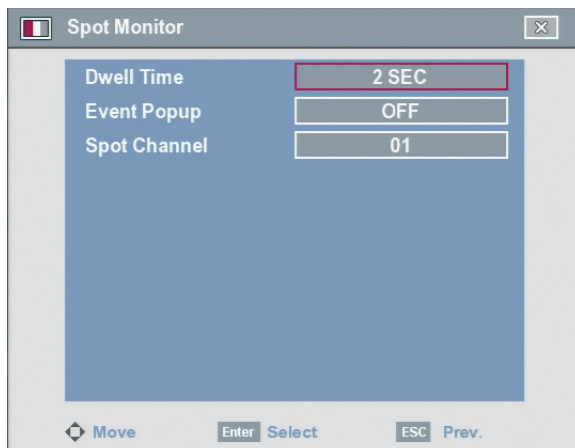 Spot Monitor
Dwell Time 2 SEC
Event Popup OFF
Spot Channel 01
Move Enter Select ESC Prev.